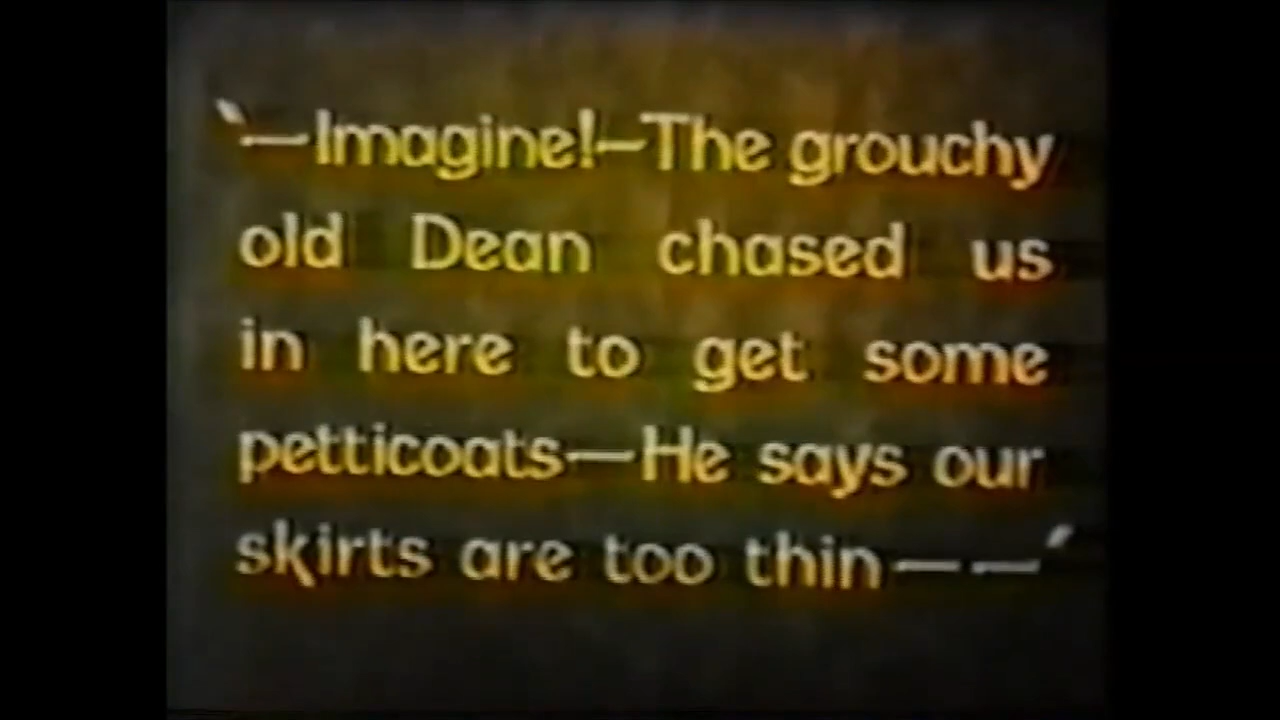 ‵—Imagine!—The grouchy
old Dean chased us
in here to get some
petticoats—He says our
skirts are too thin——′